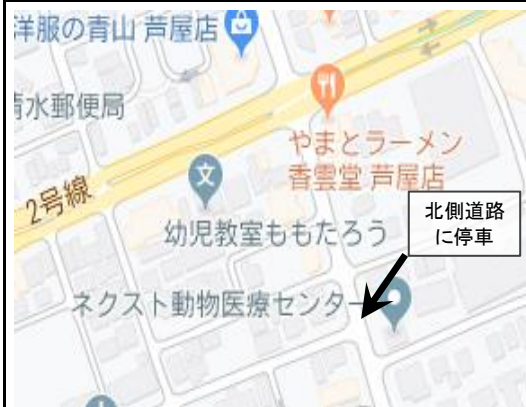 洋服の青山 芦屋店
清水郵便局
やまとラーメン
香雲堂 芦屋店
2号線
文
幼児教室ももたろう
北側道路
に停車
ネクスト動物医療センター